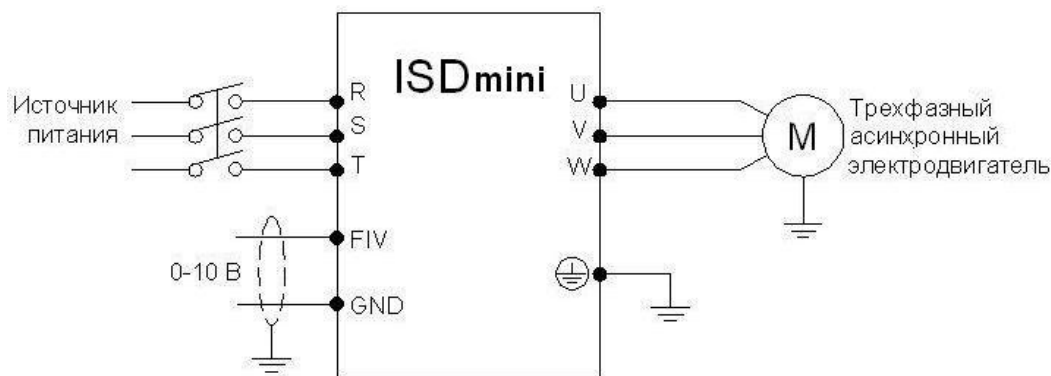 ISDmini
Источник
питания
R
S
T
FIV
0-10 В
GND
U
V
W
M
Трехфазный
асинхронный
электродвигатель